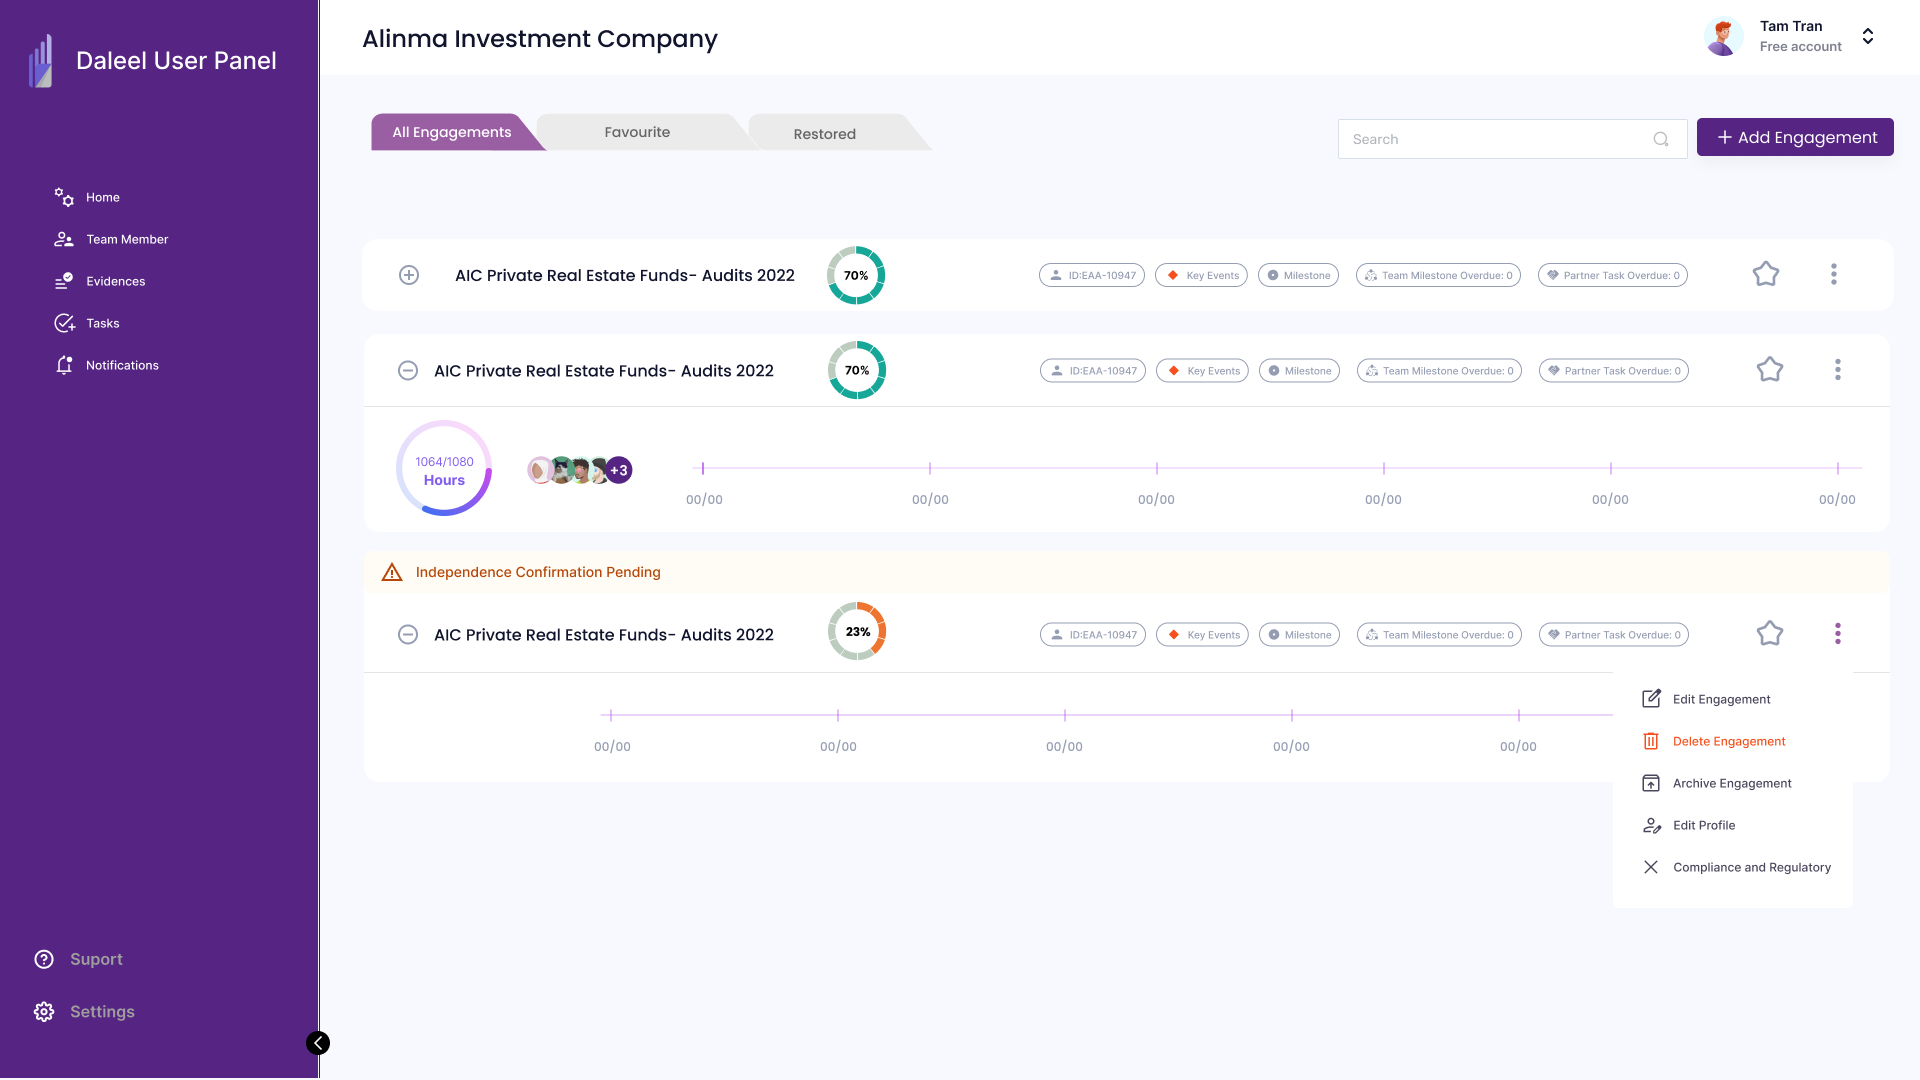 Daleel User Panel
Home
Team Member
Evidences
Tasks
Notifications
Suport
Settings
Alinma Investment Company
Tam Tran
Free account
All Engagements
Favourite
Restored
Search
Add Engagement
AIC Private Real Estate Funds- Audits 2022
70%
ID:EAA-10947
Key Events
Milestone
Team Milestone Overdue: 0
Partner Task Overdue: 0
AIC Private Real Estate Funds- Audits 2022
70%
ID:EAA-10947
Key Events
Milestone
Team Milestone Overdue: 0
Partner Task Overdue: 0
1064/1080
Hours
+3
00/00
00/00
00/00
00/00
00/00
00/00
Independence Confirmation Pending
AIC Private Real Estate Funds- Audits 2022
23%
ID:EAA-10947
Key Events
Milestone
Team Milestone Overdue: 0
Partner Task Overdue: 0
00/00
00/00
00/00
00/00
00/00
Edit Engagement
Delete Engagement
Archive Engagement
Edit Profile
Compliance and Regulatory